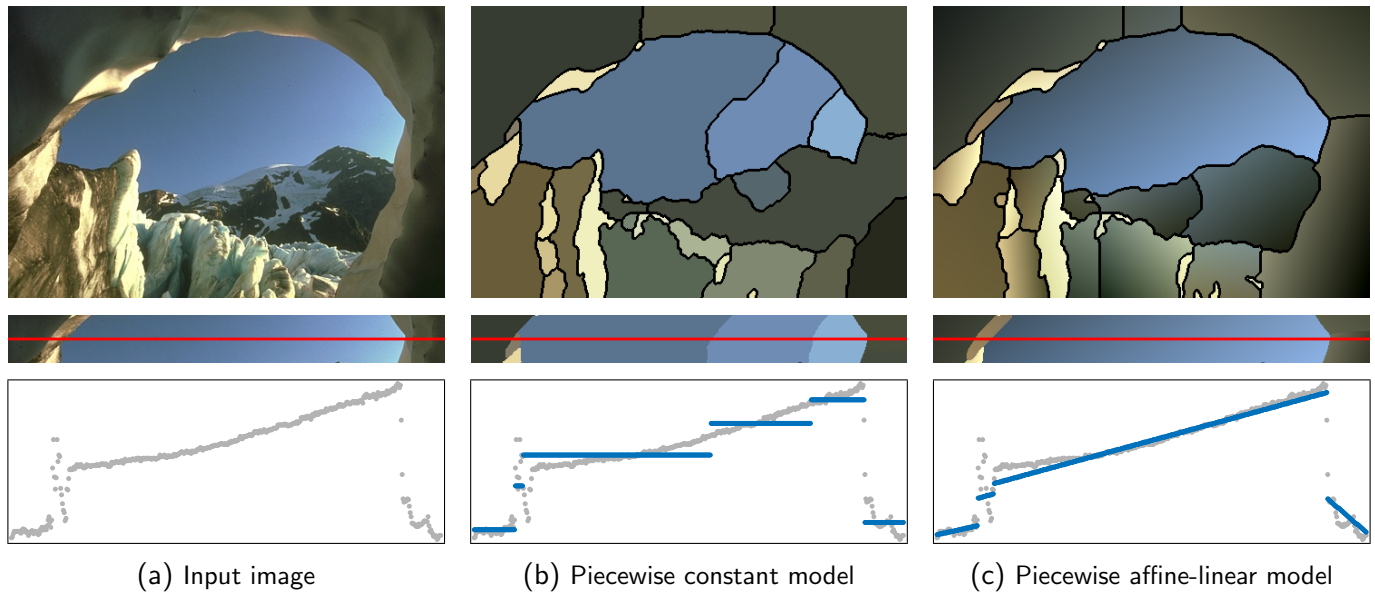 (a) Input image
(b) Piecewise constant model
(c) Piecewise affine-linear model